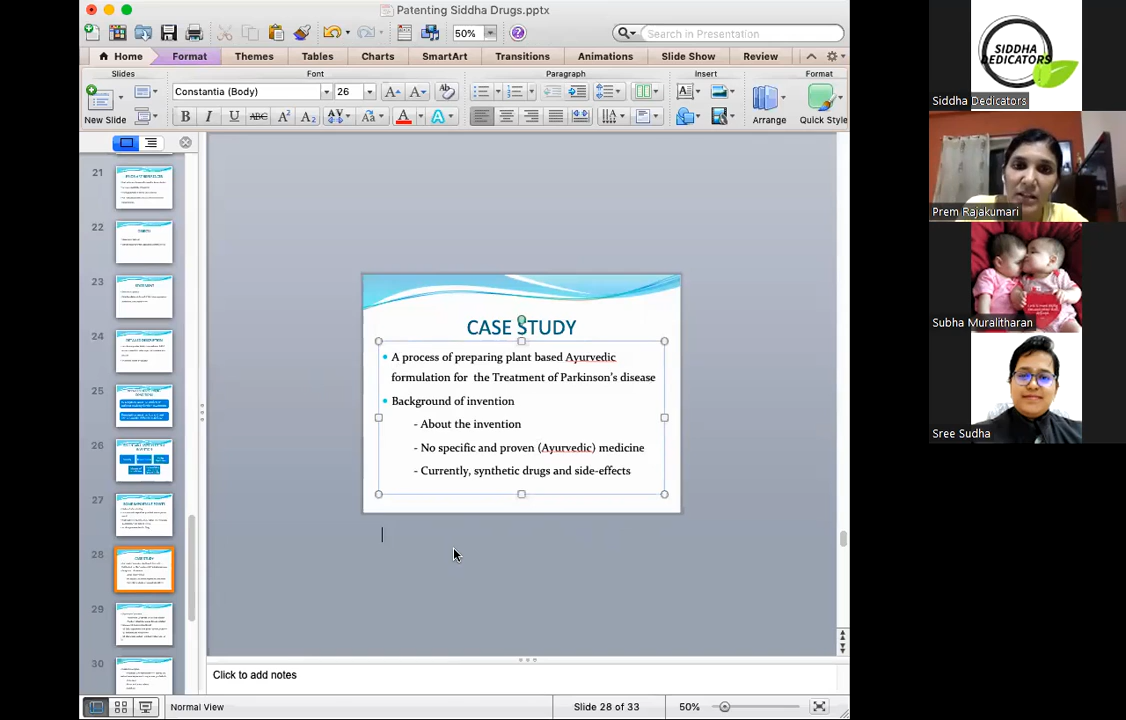 Patenting Siddha Drugs.pptx
50%
Search in Presentation
Home
Format
Themes
Tables
Charts
SmartArt
Transitions
Animations
Slide Show
Review
Slides
Font
Paragraph
Insert
Format
New Slide
Constantia (Body)
26
Arrange
Quick Style
21
22
23
24
25
26
27
28
29
30
CASE STUDY
A process of preparing plant based Ayurvedic
formulation for the Treatment of Parkinson's disease
Background of invention
- About the invention
- No specific and proven (Ayurvedic) medicine
- Currently, synthetic drugs and side-effects
Click to add notes
Normal View
Slide 28 of 33
50%
SIDDHA
DEDICATORS
Siddha Dedicators
Prem Rajakumari
Subha Muralitharan
Sree Sudha